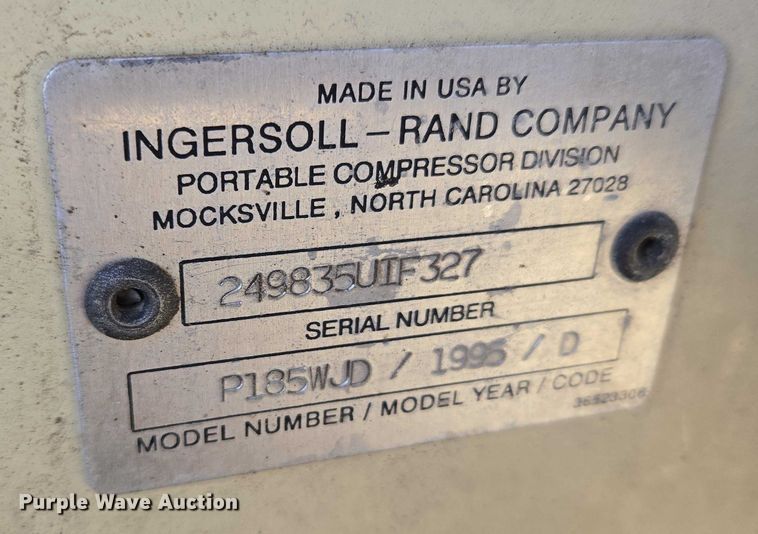 MADE IN USA BY
INGERSOLL-RAND COMPANY
PORTABLE COMPRESSOR DIVISION
MOCKSVILLE, NORTH CAROLINA 27028
249835UIF327
SERIAL NUMBER
P185WJD / 1995 / D
MODEL NUMBER / MODEL YEAR / CODE
36523306
Purple Wave Auction